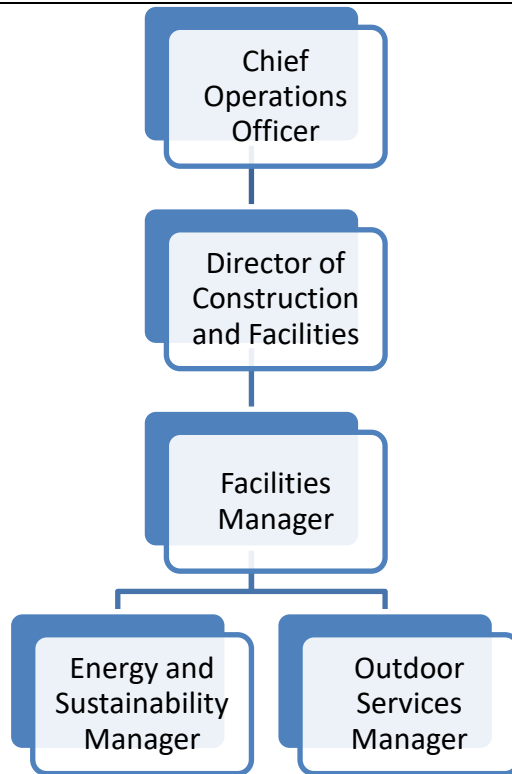 Chief
Operations
Officer
Director of
Construction
and Facilities
Facilities
Manager
Energy and
Sustainability
Manager
Outdoor
Services
Manager